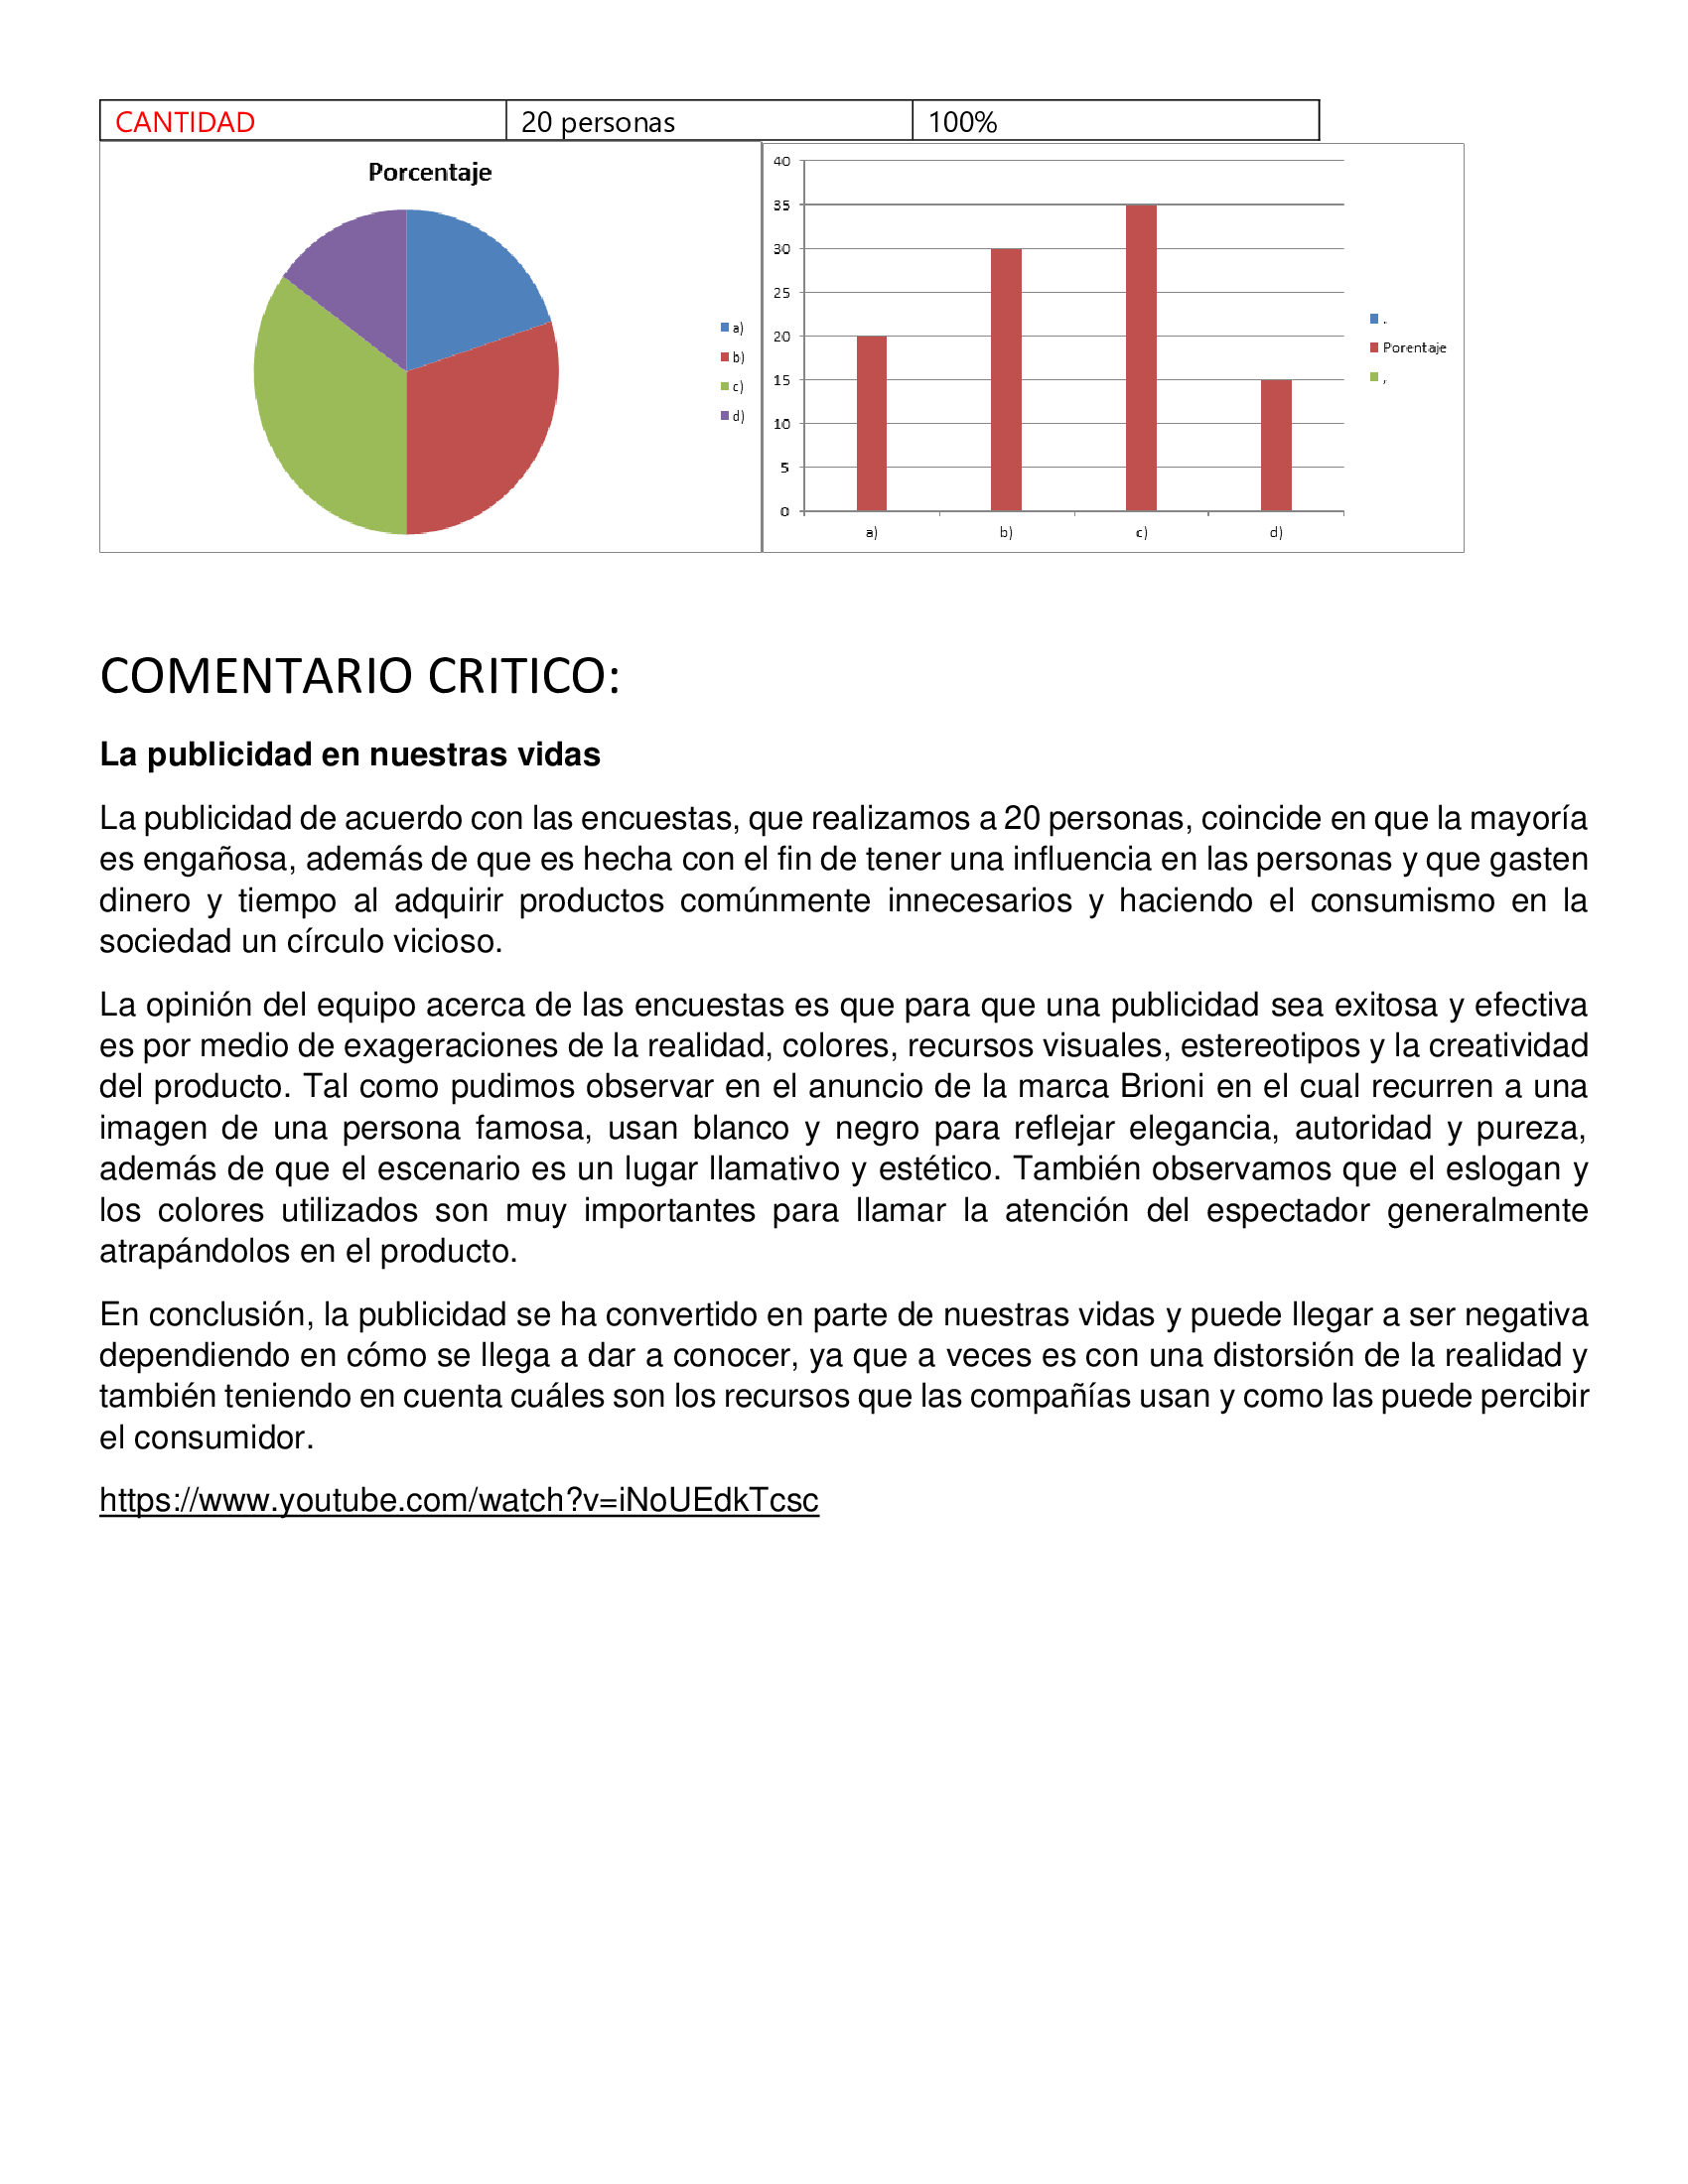 CANTIDAD 20 personas 100%
Porcentaje
a)
b)
c)
d)
40
35
30
25
20
15
10
5
0
a) b) c) d)
.
Porentaje
,
COMENTARIO CRITICO:
La publicidad en nuestras vidas
La publicidad de acuerdo con las encuestas, que realizamos a 20 personas, coincide en que la mayoría
es engañosa, además de que es hecha con el fin de tener una influencia en las personas y que gasten
dinero y tiempo al adquirir productos comúnmente innecesarios y haciendo el consumismo en la
sociedad un círculo vicioso.
La opinión del equipo acerca de las encuestas es que para que una publicidad sea exitosa y efectiva
es por medio de exageraciones de la realidad, colores, recursos visuales, estereotipos y la creatividad
del producto. Tal como pudimos observar en el anuncio de la marca Brioni en el cual recurren a una
imagen de una persona famosa, usan blanco y negro para reflejar elegancia, autoridad y pureza,
además de que el escenario es un lugar llamativo y estético. También observamos que el eslogan y
los colores utilizados son muy importantes para llamar la atención del espectador generalmente
atrapándolos en el producto.
En conclusión, la publicidad se ha convertido en parte de nuestras vidas y puede llegar a ser negativa
dependiendo en cómo se llega a dar a conocer, ya que a veces es con una distorsión de la realidad y
también teniendo en cuenta cuáles son los recursos que las compañías usan y como las puede percibir
el consumidor.
https://www.youtube.com/watch?v=iNoUEdkTcsc